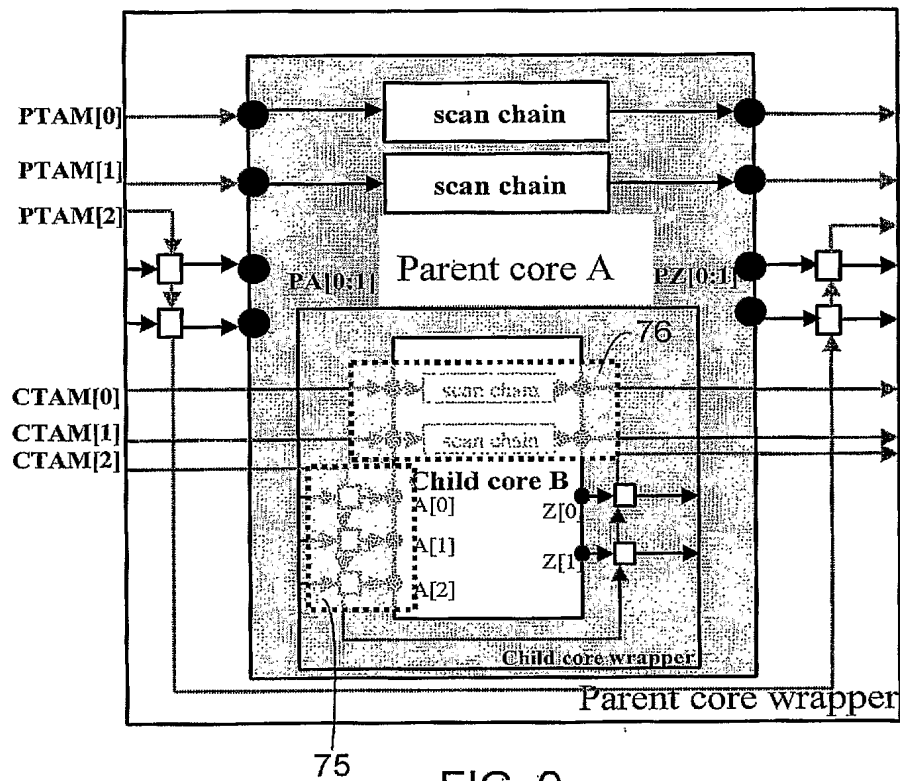 PTAM[0]
scan chain
PTAM[1]
scan chain
PTAM[2]
PA[0:1]
Parent core A
PZ[0:1]
76
CTAM[0]
scan chain
CTAM[1]
scan chain
CTAM[2]
Child core B
A[0]
Z[0]
A[1]
Z[1]
A[2]
Child core wrapper
Parent core wrapper
75